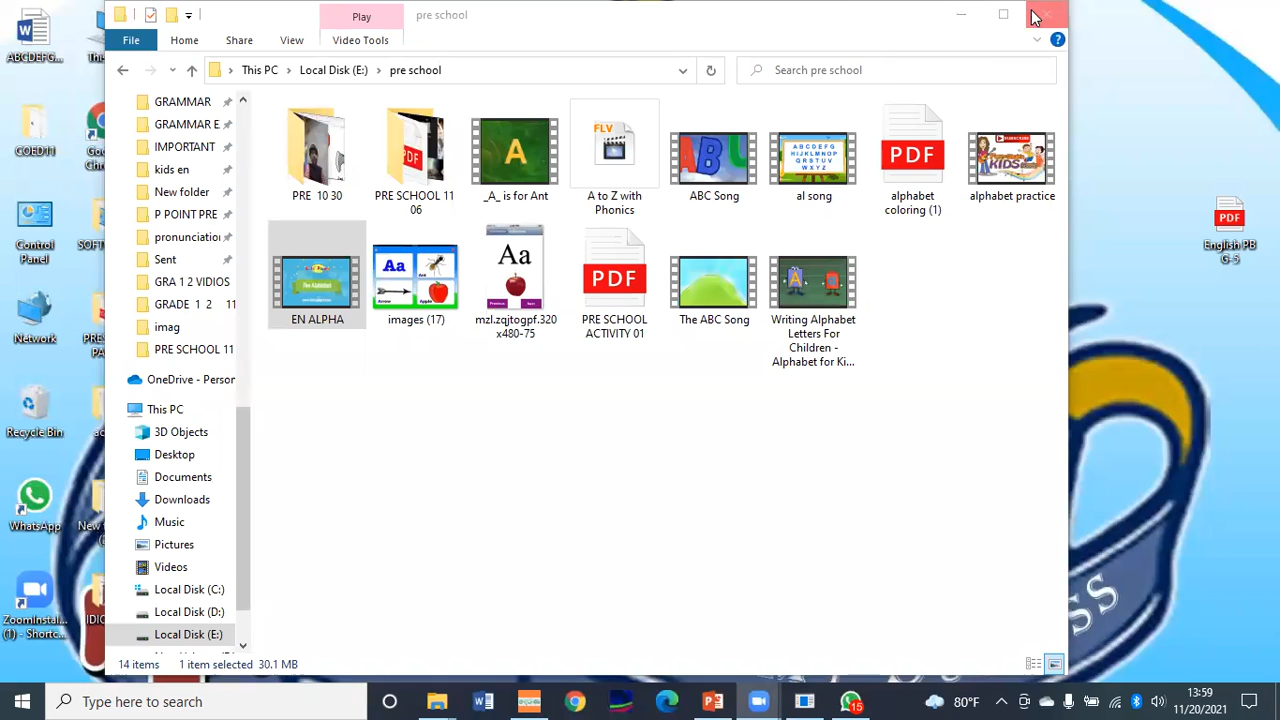 Play
pre school
File
Home
Share
View
Video Tools
This PC
Local Disk (E:)
pre school
Search pre school
GRAMMAR
GRAMMAR E
IMPORTANT
kids en
New folder
P POINT PRE
pronunciation
Sent
GRA 1 2 VIDIOS
GRADE 1 2 11
imag
PRE SCHOOL 11
OneDrive - Person
This PC
3D Objects
Desktop
Documents
Downloads
Music
Pictures
Videos
Local Disk (C:)
Local Disk (D:)
Local Disk (E:)
PDF
A
FLV
PDF
PRE 10 30
PRE SCHOOL 11
06
_A_ is for Ant
A to Z with
Phonics
ABC Song
al song
alphabet
coloring (1)
alphabet practice
Aa
Aa
PDF
EN ALPHA
images (17)
mzl.zqjtogpf.320
x480-75
PRE SCHOOL
ACTIVITY 01
The ABC Song
Writing Alphabet
Letters For
Children -
Alphabet for Ki...
14 items
1 item selected 30.1 MB
ABCDEFG...
COED11
Control
Panel
Network
Recycle Bin
WhatsApp
Zoominstal...
(1) - Shortc...
PDF
English PB
G-5
SS
Type here to search
15
80°F
13:59
11/20/2021